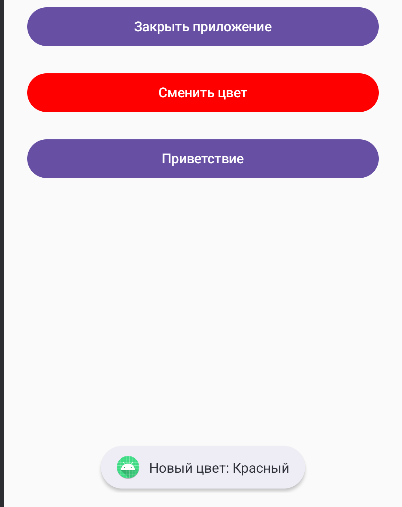 Закрыть приложение
Сменить цвет
Приветствие
Новый цвет: Красный